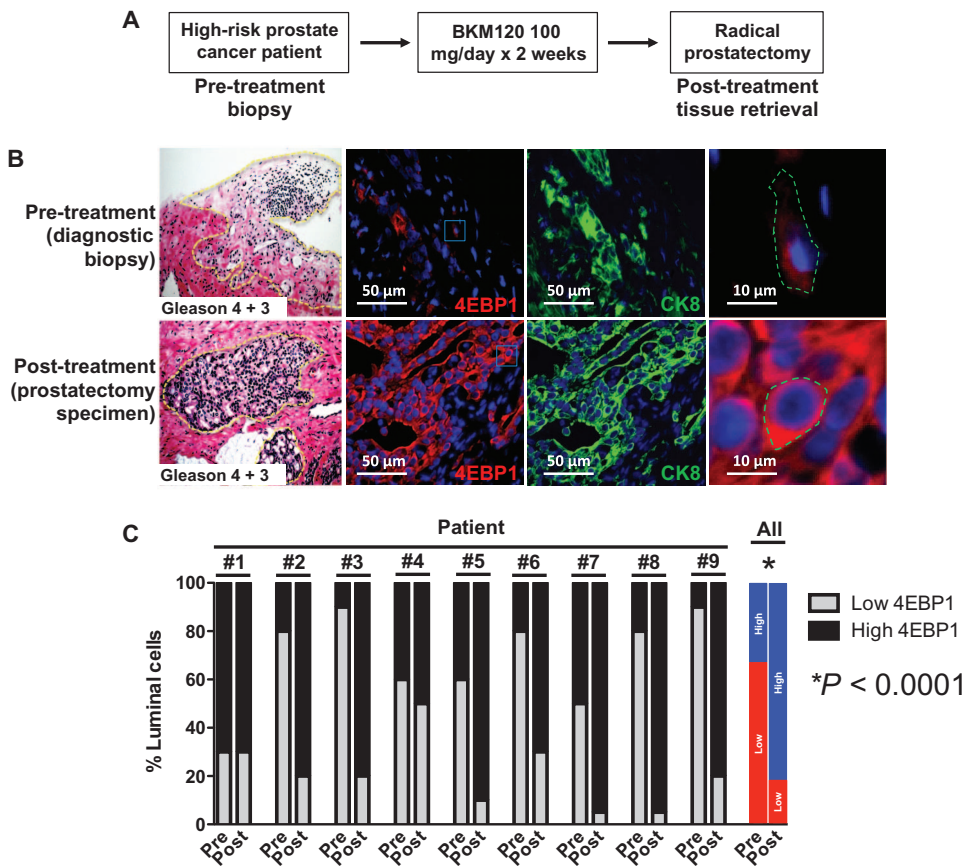 A
High-risk prostate
cancer patient
BKM120 100
mg/day x 2 weeks
Radical
prostatectomy
Pre-treatment
biopsy
Post-treatment
tissue retrieval
B
Pre-treatment
(diagnostic
biopsy)
Gleason 4 + 3
50 µm
4EBP1
50 µm
CK8
10 µm
Post-treatment
(prostatectomy
specimen)
Gleason 4 + 3
50 µm
4EBP1
50 µm
CK8
10 µm
C
Patient
All
#1 #2 #3 #4 #5 #6 #7 #8 #9
*
100
80
60
40
20
0
% Luminal cells
High
Low
High
Low
Low 4EBP1
High 4EBP1
*P < 0.0001
Pre Post Pre Post Pre Post Pre Post Pre Post Pre Post Pre Post Pre Post Pre Post Pre Post